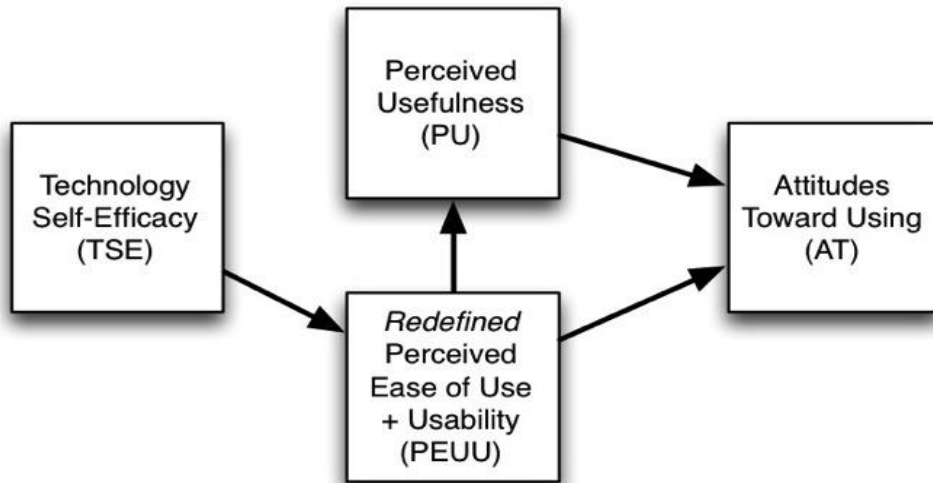 Perceived
Usefulness
(PU)
Technology
Self-Efficacy
(TSE)
Attitudes
Toward Using
(AT)
Redefined
Perceived
Ease of Use
+ Usability
(PEUU)